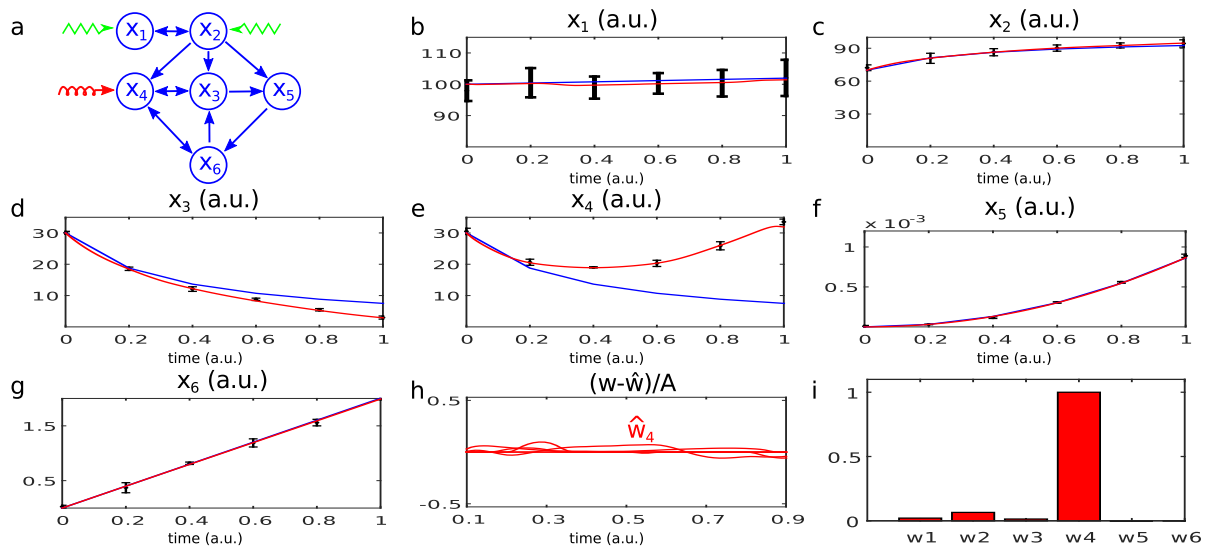 a
x1
x2
x4
x3
x5
x6
b
x1 (a.u.)
110
100
90
0 0.2 0.4 0.6 0.8 1
time (a.u.)
c
x2 (a.u.)
90
60
30
0 0.2 0.4 0.6 0.8 1
time (a.u,)
d
x3 (a.u.)
30
20
10
0 0.2 0.4 0.6 0.8 1
time (a.u.)
e
x4 (a.u.)
30
20
10
0 0.2 0.4 0.6 0.8 1
time (a.u.)
f
x5 (a.u.)
x 10-3
1
0.5
0
0 0.2 0.4 0.6 0.8 1
time (a.u.)
g
x6 (a.u.)
1.5
0.5
0 0.2 0.4 0.6 0.8 1
time (a.u.)
h
(w-ŵ)/A
0.5
0
-0.5
ŵ4
0.1 0.3 0.5 0.7 0.9
time (a.u.)
i
1
0.5
0
w1 w2 w3 w4 w5 w6